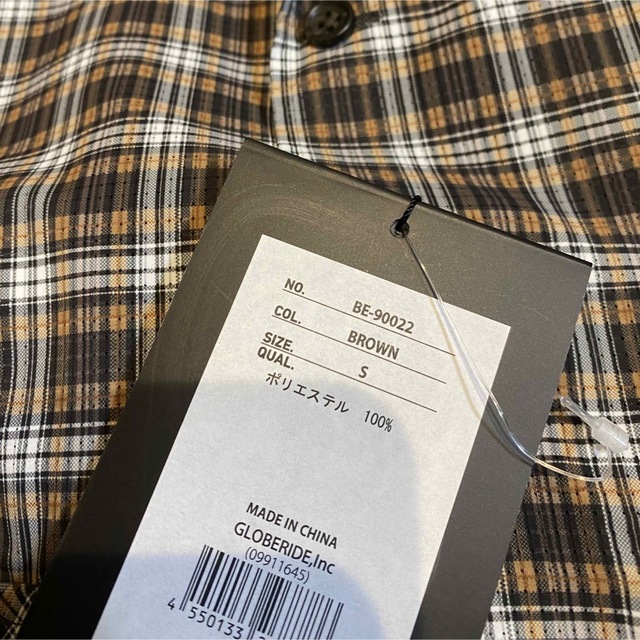 NO. BE-90022
COL. BROWN
SIZE. S
QUAL.
ポリエステル 100%
MADE IN CHINA
GLOBERIDE,Inc
(09911645)
4 550133